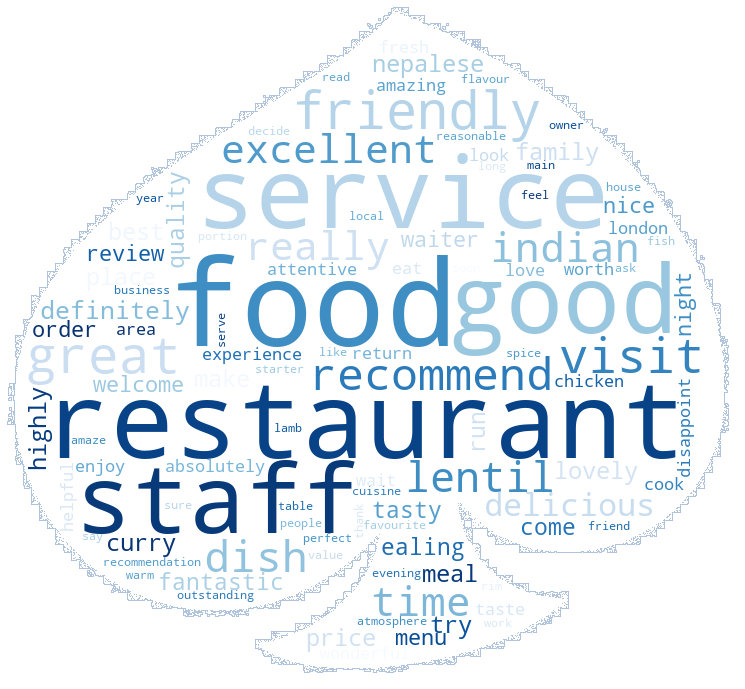 fresh
nepalese
read
amazing
flavour
friendly
owner
decide
reasonable
excellent
look
family
main
long
service
quality
year
feel
house
nice
local
london
best
portion
really
waiter
indian
fish
review
place
attentive
eat
love
worth
ask
business
food
good
night
definitely
order
area
serve
experience
like
return
spice
visit
great
starter
welcome
make
recommend
chicken
highly
restaurant
run
disappoint
amaze
lamb
enjoy
absolutely
wait
lentil
lovely
cook
helpful
staff
cuisine
sure
table
thank
tasty
delicious
say
people
favourite
come
friend
curry
perfect
dish
value
ealing
recommendation
warm
fantastic
evening
meal
rim
outstanding
time
taste
atmosphere
try
work
price
menu
wonderful